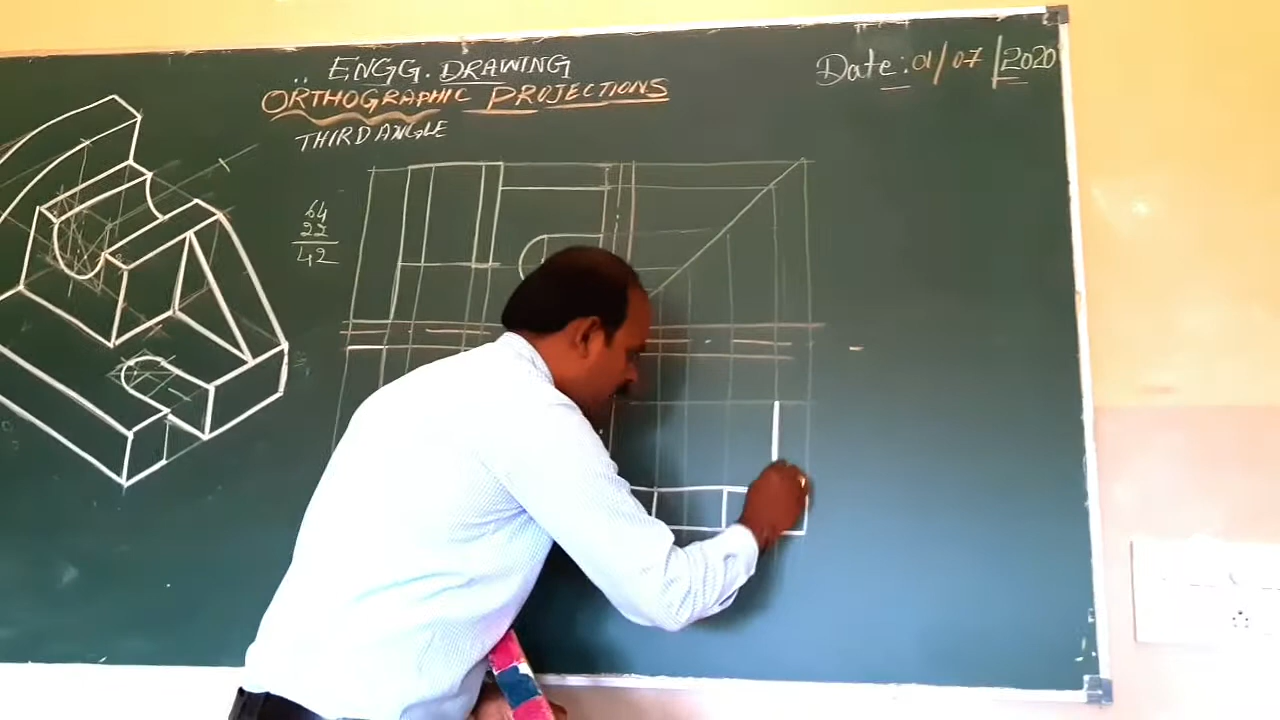 ENGG. DRAWING
Date: 01/07/2020
ORTHOGRAPHIC PROJECTIONS
THIRD ANGLE
64
22
42